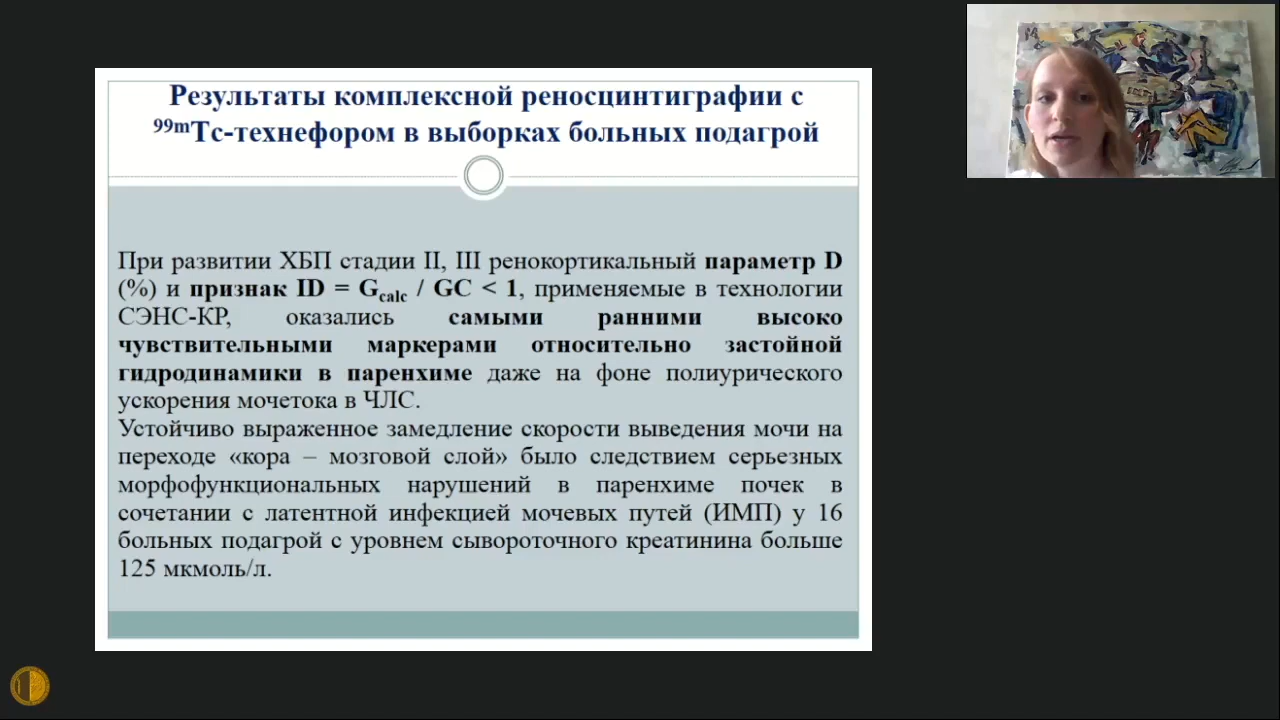 Результаты комплексной реносцинтиграфии с
99mТс-технефором в выборках больных подагрой
При развитии ХБП стадии II, III ренокортикальный параметр D
(%) и признак ID = Gcalc / GC < 1, применяемые в технологии
СЭНС-КР, оказались самыми ранними высоко
чувствительными маркерами относительно застойной
гидродинамики в паренхиме даже на фоне полиурического
ускорения мочетока в ЧЛС.
Устойчиво выраженное замедление скорости выведения мочи на
переходе «кора – мозговой слой» было следствием серьезных
морфофункциональных нарушений в паренхиме почек в
сочетании с латентной инфекцией мочевых путей (ИМП) у 16
больных подагрой с уровнем сывороточного креатинина больше
125 мкмоль/л.